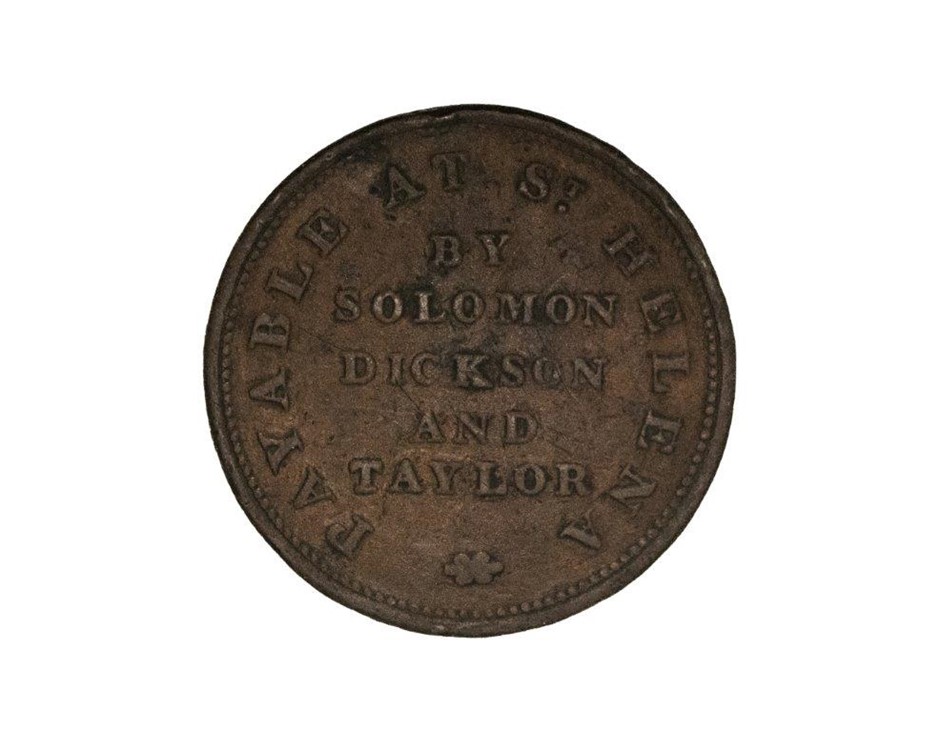 PAYABLE AT ST. HELENA
BY
SOLOMON
DICKSON
AND
TAYLOR